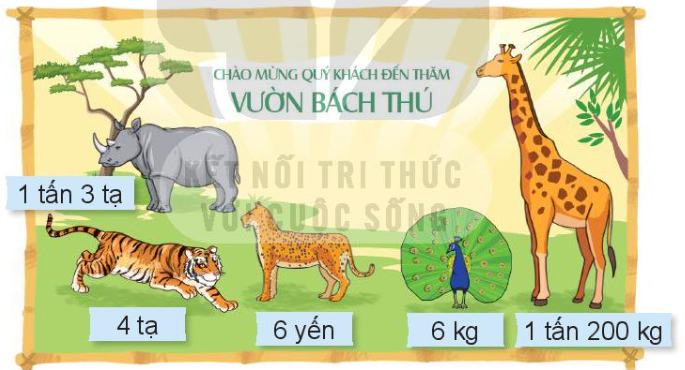 CHÀO MỪNG QUÝ KHÁCH ĐẾN THĂM
VƯỜN BÁCH THÚ
KẾT NỐI TRI THỨC
VỚI CUỘC SỐNG
1 tấn 3 tạ
4 tạ
6 yến
6 kg
1 tấn 200 kg